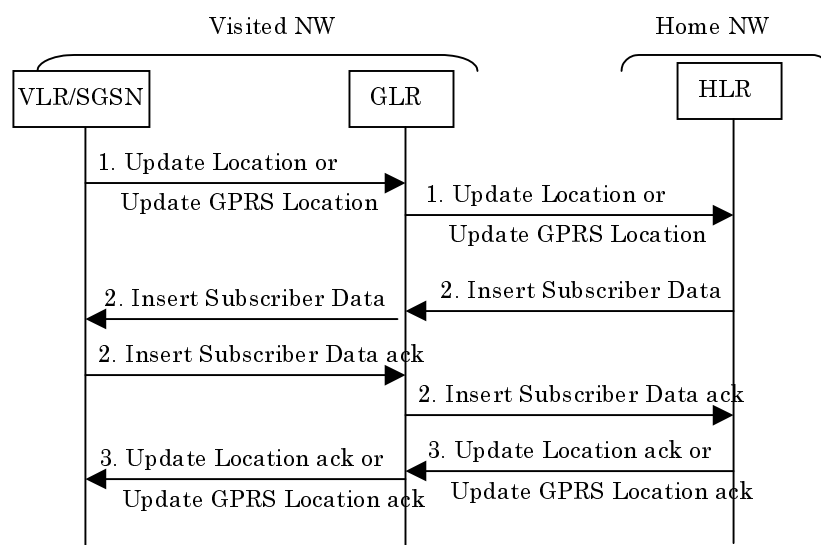 Visited NW
Home NW
VLR/SGSN
GLR
HLR
1. Update Location or
Update GPRS Location
1. Update Location or
Update GPRS Location
2. Insert Subscriber Data
2. Insert Subscriber Data
2. Insert Subscriber Data ack
2. Insert Subscriber Data ack
3. Update Location ack or
Update GPRS Location ack
3. Update Location ack or
Update GPRS Location ack